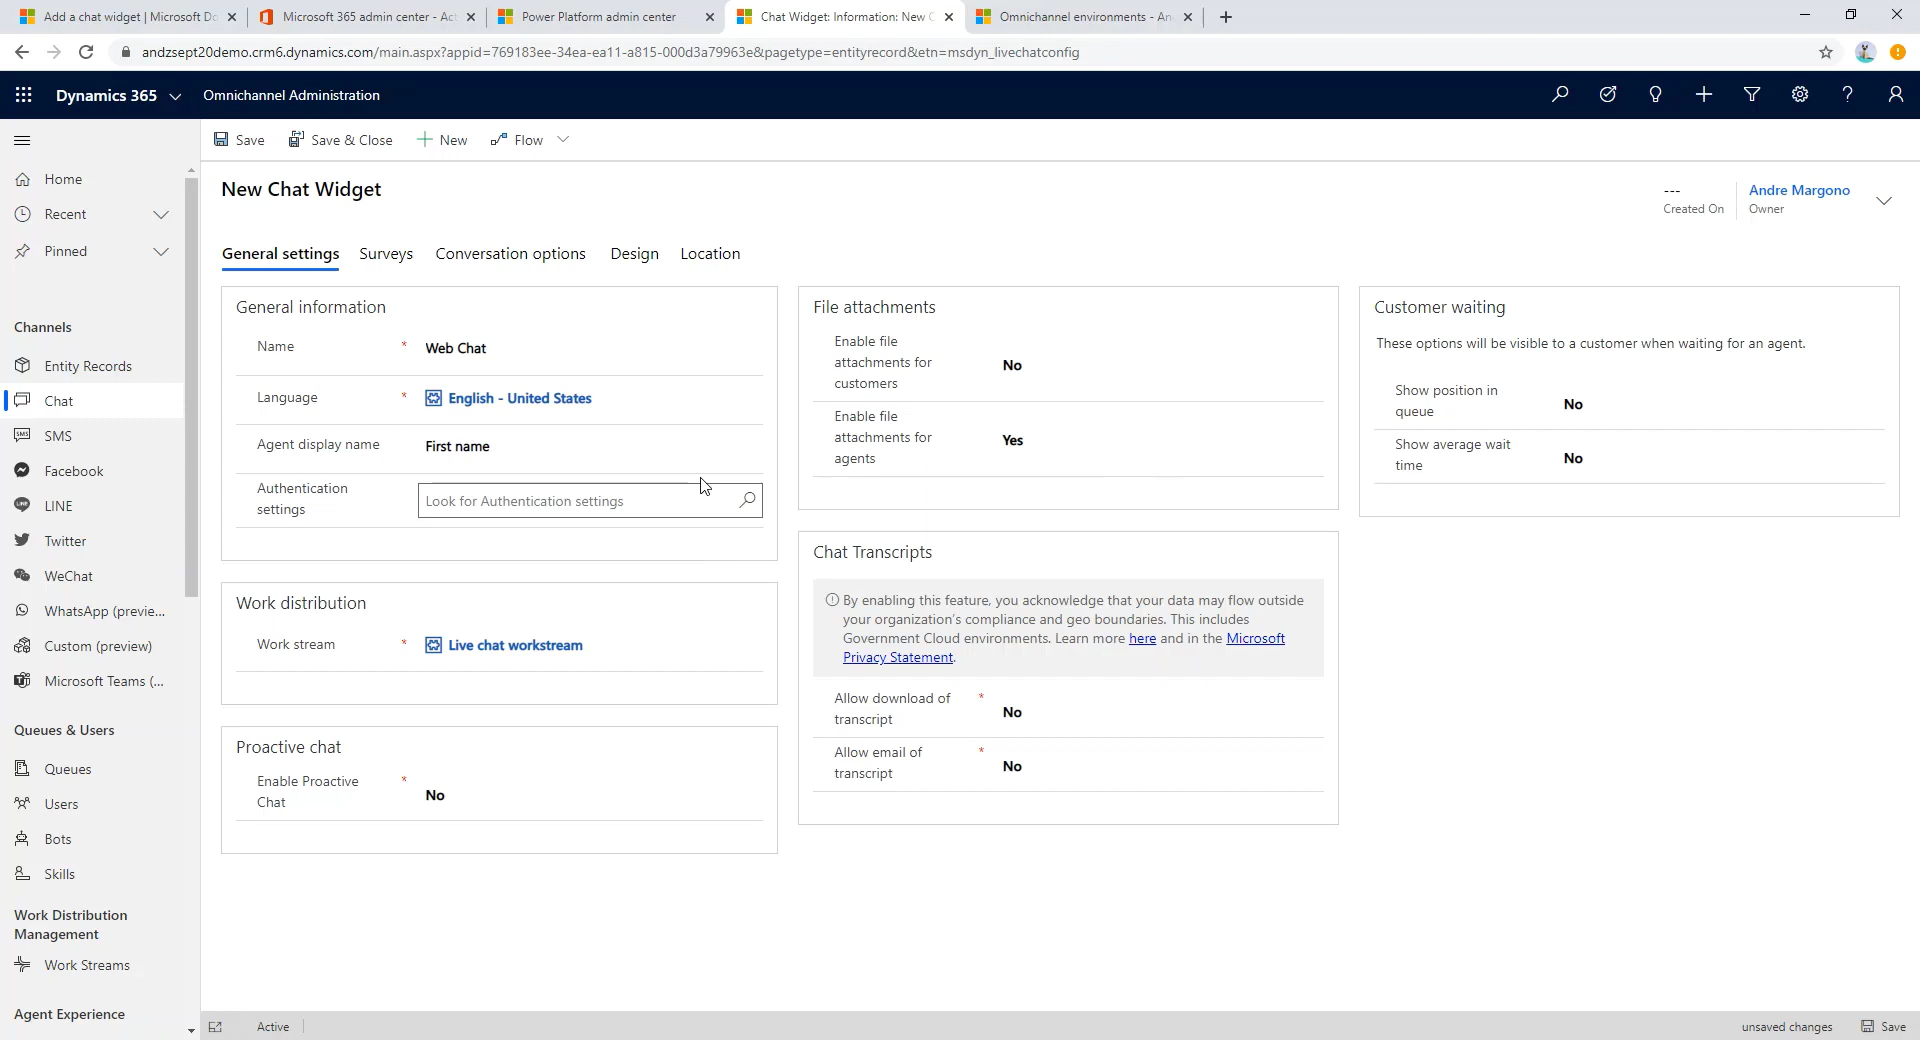 Add a chat widget | Microsoft Do
Microsoft 365 admin center - Act
Power Platform admin center
Chat Widget: Information: New C
Omnichannel environments - An
andzsept20demo.crm6.dynamics.com/main.aspx?appid=769183ee-34ea-ea11-a815-000d3a79963e&pagetype=entityrecord&etn=msdyn_livechatconfig
Dynamics 365
Omnichannel Administration
Save
Save & Close
New
Flow
Home
Recent
Pinned
Channels
Entity Records
Chat
SMS
Facebook
LINE
Twitter
WeChat
WhatsApp (previe...
Custom (preview)
Microsoft Teams (...
Queues & Users
Queues
Users
Bots
Skills
Work Distribution
Management
Work Streams
Agent Experience
New Chat Widget
---
Created On
Andre Margono
Owner
General settings
Surveys
Conversation options
Design
Location
General information
Name * Web Chat
Language * English - United States
Agent display name First name
Authentication
settings
Look for Authentication settings
Work distribution
Work stream * Live chat workstream
Proactive chat
Enable Proactive
Chat
* No
File attachments
Enable file
attachments for
customers
No
Enable file
attachments for
agents
Yes
Chat Transcripts
By enabling this feature, you acknowledge that your data may flow outside
your organization's compliance and geo boundaries. This includes
Government Cloud environments. Learn more here and in the Microsoft
Privacy Statement.
Allow download of
transcript
* No
Allow email of
transcript
* No
Customer waiting
These options will be visible to a customer when waiting for an agent.
Show position in
queue
No
Show average wait
time
No
Active
unsaved changes
Save